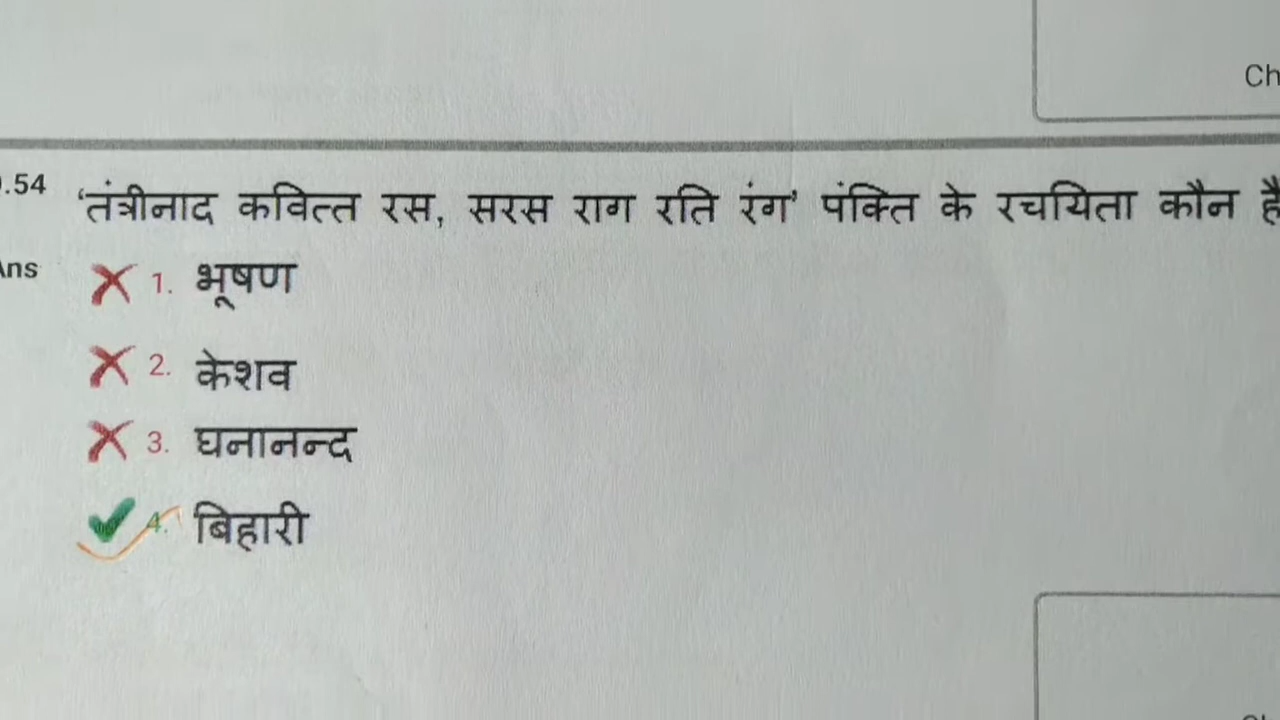 Ch
.54 'तंत्रीनाद कवित्त रस, सरस राग रति रंग' पंक्ति के रचयिता कौन है
Ans
1. भूषण
2. केशव
3. घनानन्द
4. बिहारी